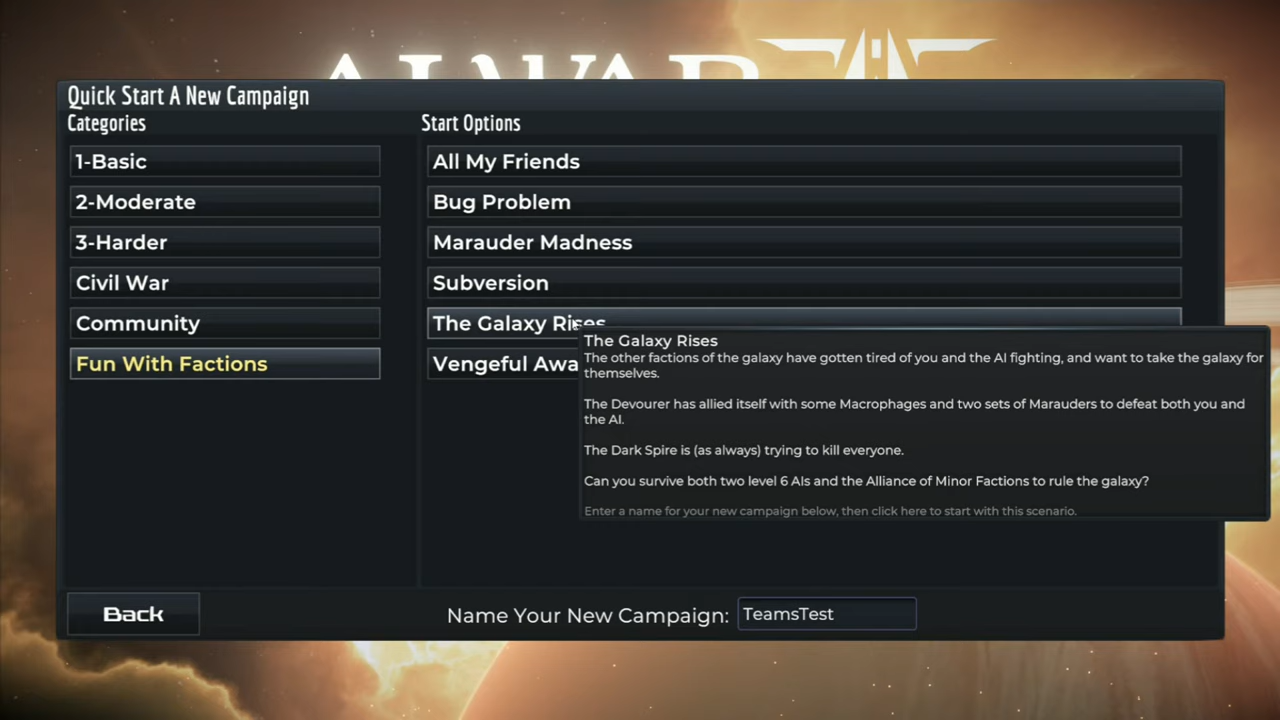 AI WAR
Quick Start A New Campaign
Categories
Start Options
1-Basic
2-Moderate
3-Harder
Civil War
Community
Fun With Factions
All My Friends
Bug Problem
Marauder Madness
Subversion
The Galaxy Rises
Vengeful Awa
The Galaxy Rises
The other factions of the galaxy have gotten tired of you and the AI fighting, and want to take the galaxy for
themselves.
The Devourer has allied itself with some Macrophages and two sets of Marauders to defeat both you and
the AI.
The Dark Spire is (as always) trying to kill everyone.
Can you survive both two level 6 AIs and the Alliance of Minor Factions to rule the galaxy?
Enter a name for your new campaign below, then click here to start with this scenario.
Back
Name Your New Campaign: TeamsTest